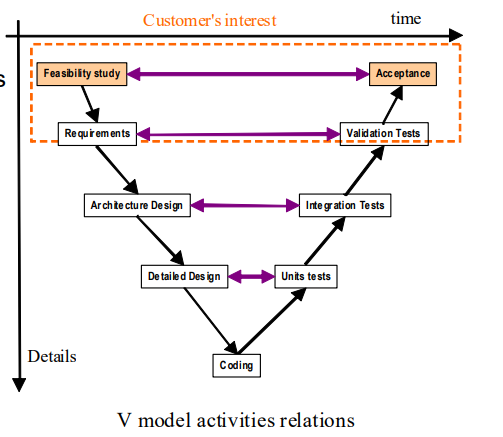 Customer's interest
time
s
Feasibility study
Acceptance
Requirements
Validation Tests
Architecture Design
Integration Tests
Detailed Design
Units tests
Details
Coding
V model activities relations